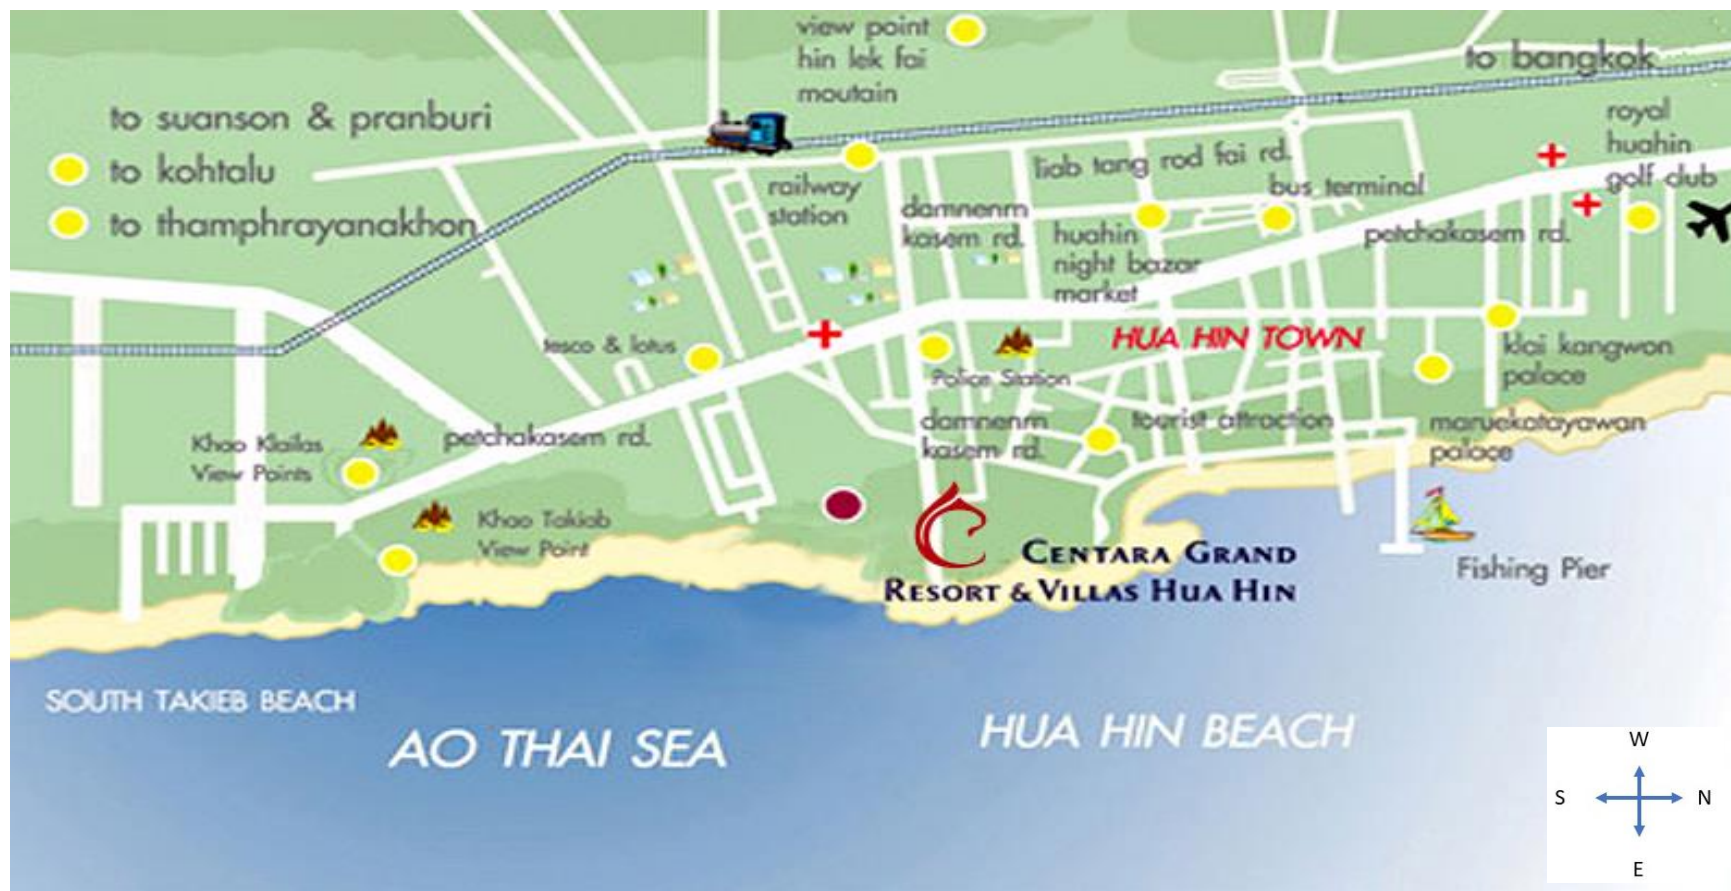 view point
hin lek fai
moutain
to bangkok
to suanson & pranburi
to kohtalu
to thamphrayanakhon
royal
huahin
golf club
liab tang rod fai rd.
railway
station
bus terminal
damnenm
kasem rd.
huahin
night bazar
market
petchakasem rd.
HUA HIN TOWN
tesco & lotus
klai kangwon
palace
Police Station
Khao Klailas
View Points
petchakasem rd.
damnenm
kasem rd.
tourist attraction
maruekatayawan
palace
Khao Takiab
View Point
CENTARA GRAND
RESORT & VILLAS HUA HIN
Fishing Pier
SOUTH TAKIEB BEACH
AO THAI SEA
HUA HIN BEACH
W
S
N
E